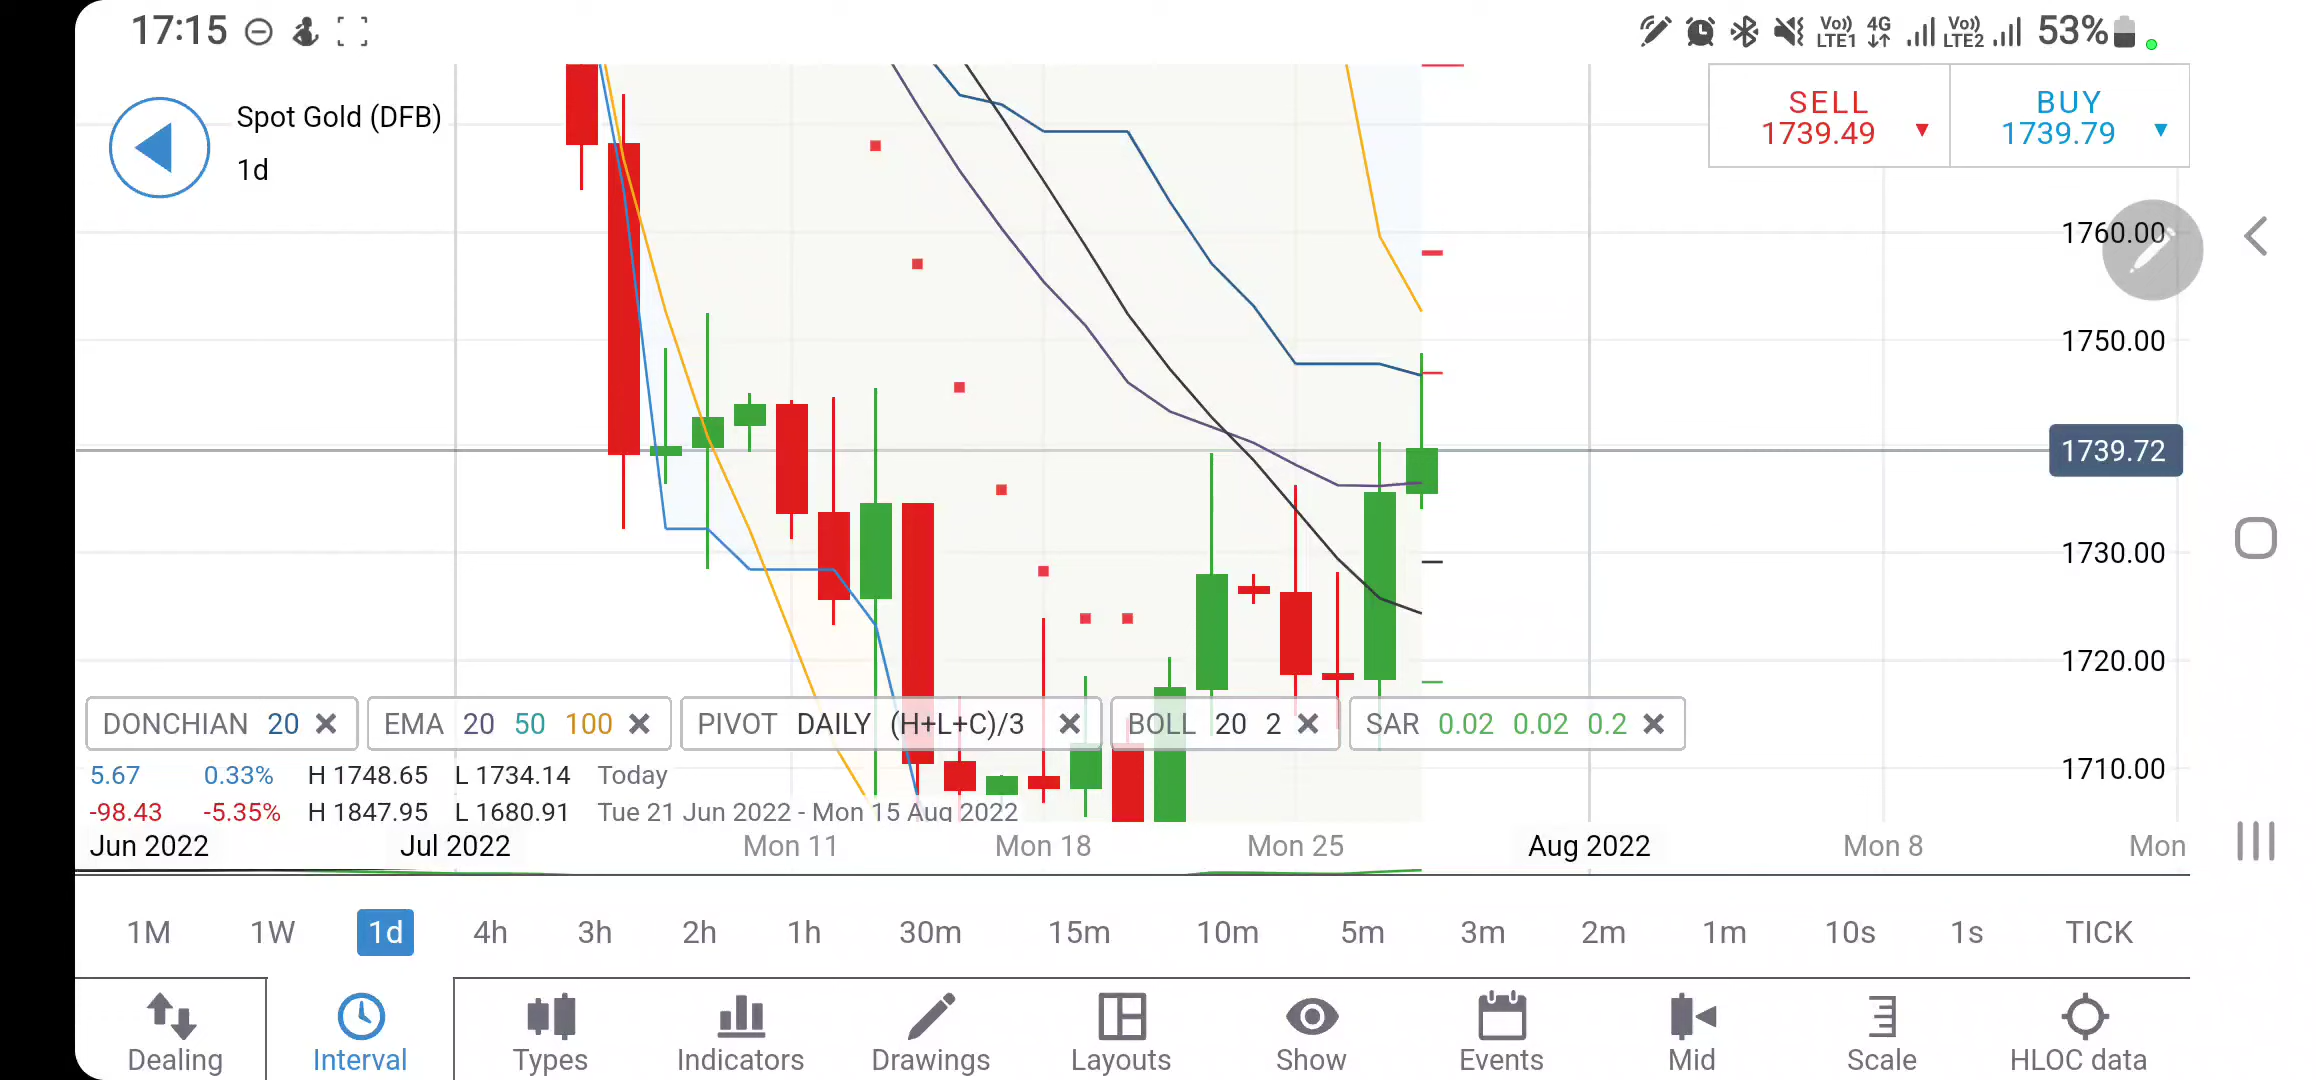 17:15
Vo)) LTE1 4G Vo)) LTE2 53%
Spot Gold (DFB)
1d
SELL
1739.49
BUY
1739.79
1760.00
1750.00
1739.72
1730.00
1720.00
1710.00
DONCHIAN 20 EMA 20 50 100 PIVOT DAILY (H+L+C)/3 BOLL 20 2 SAR 0.02 0.02 0.2
5.67 0.33% H 1748.65 L 1734.14 Today
-98.43 -5.35% H 1847.95 L 1680.91 Tue 21 Jun 2022 - Mon 15 Aug 2022
Jun 2022 Jul 2022 Mon 11 Mon 18 Mon 25 Aug 2022 Mon 8 Mon
1M 1W 1d 4h 3h 2h 1h 30m 15m 10m 5m 3m 2m 1m 10s 1s TICK
Dealing Interval Types Indicators Drawings Layouts Show Events Mid Scale HLOC data